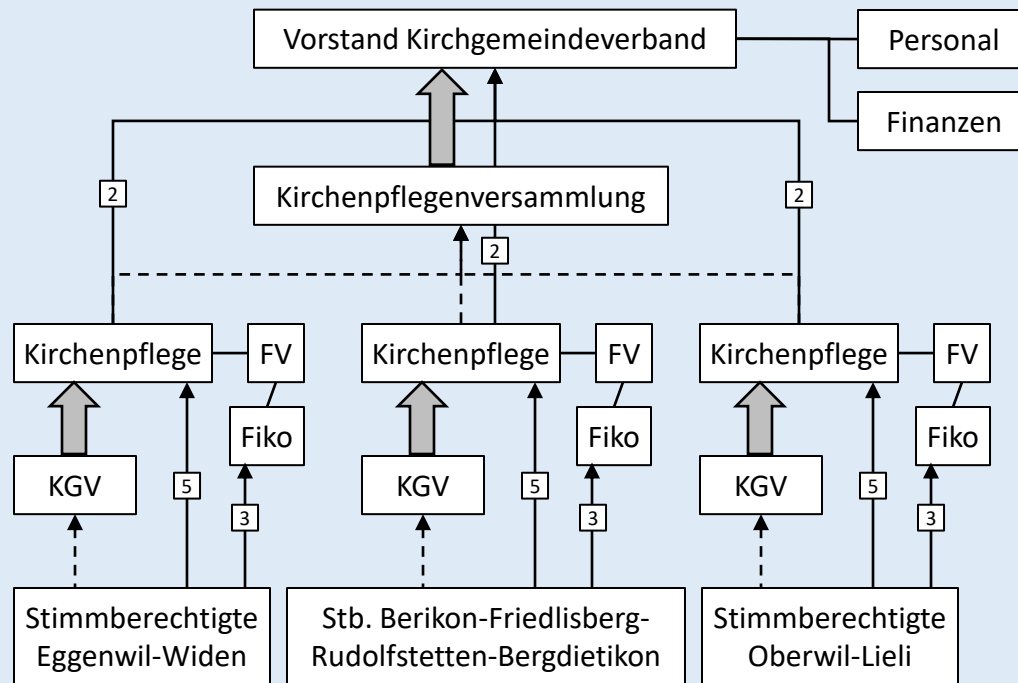 Vorstand Kirchgemeindeverband
Personal
Finanzen
2
Kirchenpflegenversammlung
2
2
Kirchenpflege
FV
Kirchenpflege
FV
Kirchenpflege
FV
Fiko
Fiko
Fiko
KGV
5
KGV
5
KGV
5
3
3
3
Stimmberechtigte
Eggenwil-Widen
Stb. Berikon-Friedlisberg-
Rudolfstetten-Bergdietikon
Stimmberechtigte
Oberwil-Lieli